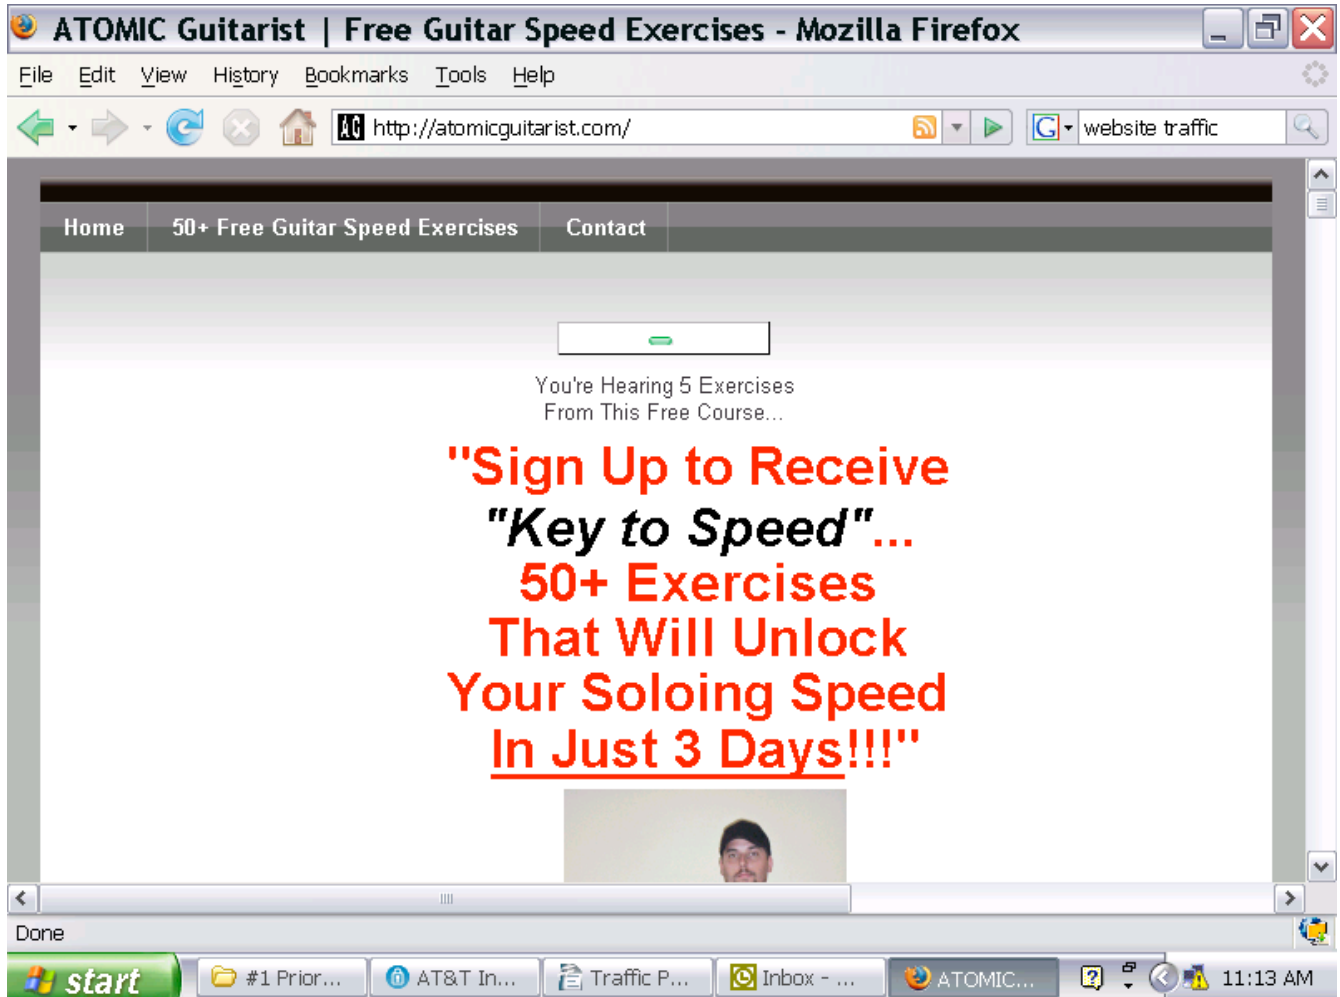 ATOMIC Guitarist | Free Guitar Speed Exercises - Mozilla Firefox
File Edit View History Bookmarks Tools Help
AG http://atomicguitarist.com/ G website traffic
Home 50+ Free Guitar Speed Exercises Contact
You're Hearing 5 Exercises
From This Free Course...
"Sign Up to Receive
"Key to Speed"...
50+ Exercises
That Will Unlock
Your Soloing Speed
In Just 3 Days!!!"
Done
start #1 Prior... AT&T In... Traffic P... Inbox - ... ATOMIC... 11:13 AM